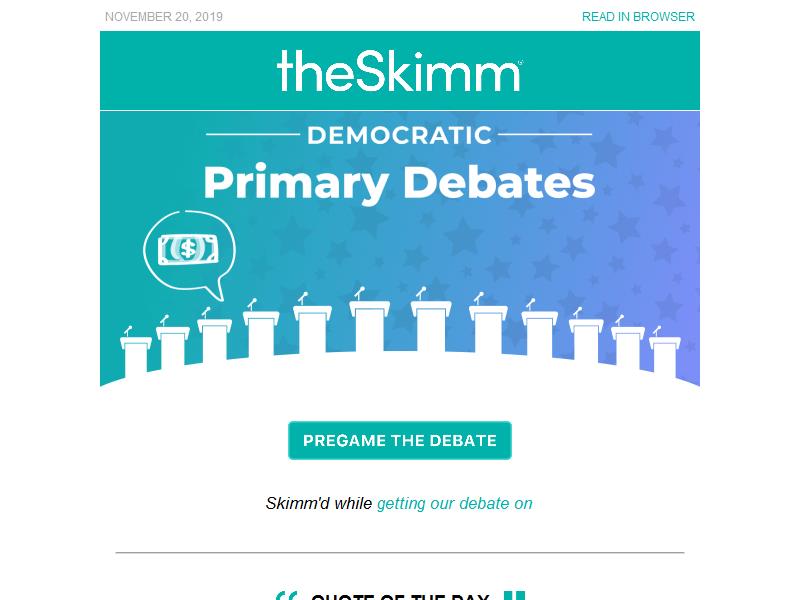 NOVEMBER 20, 2019
READ IN BROWSER
theSkimm®
DEMOCRATIC
Primary Debates
$
PREGAME THE DEBATE
Skimm'd while getting our debate on
“ QUOTE OF THE DAY "